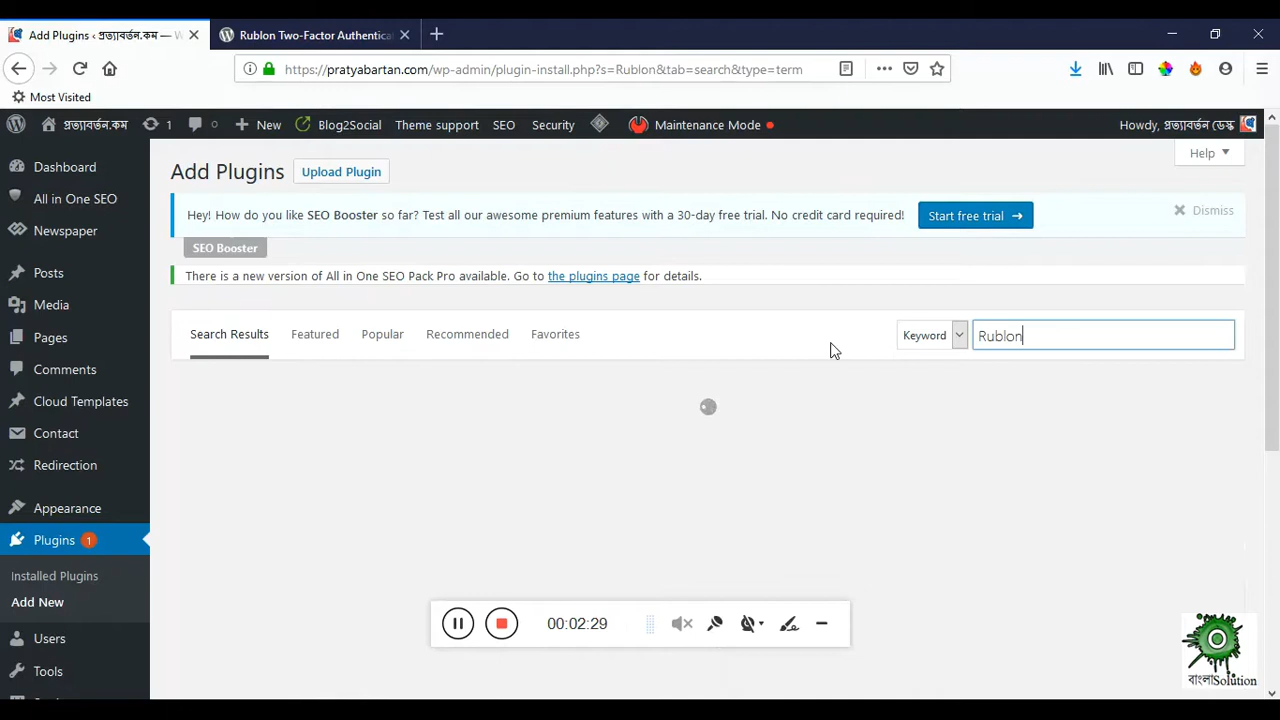 Add Plugins ‹ প্রত্যাবর্তন.কম — W
Rublon Two-Factor Authentica
https://pratyabartan.com/wp-admin/plugin-install.php?s=Rublon&tab=search&type=term
Most Visited
প্রত্যাবর্তন.কম 1 0 New Blog2Social Theme support SEO Security Maintenance Mode Howdy, প্রত্যাবর্তন ডেস্ক
Help
Dashboard
All in One SEO
Newspaper
Posts
Media
Pages
Comments
Cloud Templates
Contact
Redirection
Appearance
Plugins 1
Installed Plugins
Add New
Users
Tools
Add Plugins Upload Plugin
Hey! How do you like SEO Booster so far? Test all our awesome premium features with a 30-day free trial. No credit card required! Start free trial → Dismiss
SEO Booster
There is a new version of All in One SEO Pack Pro available. Go to the plugins page for details.
Search Results Featured Popular Recommended Favorites Keyword Rublon
00:02:29
বাংলাSolution